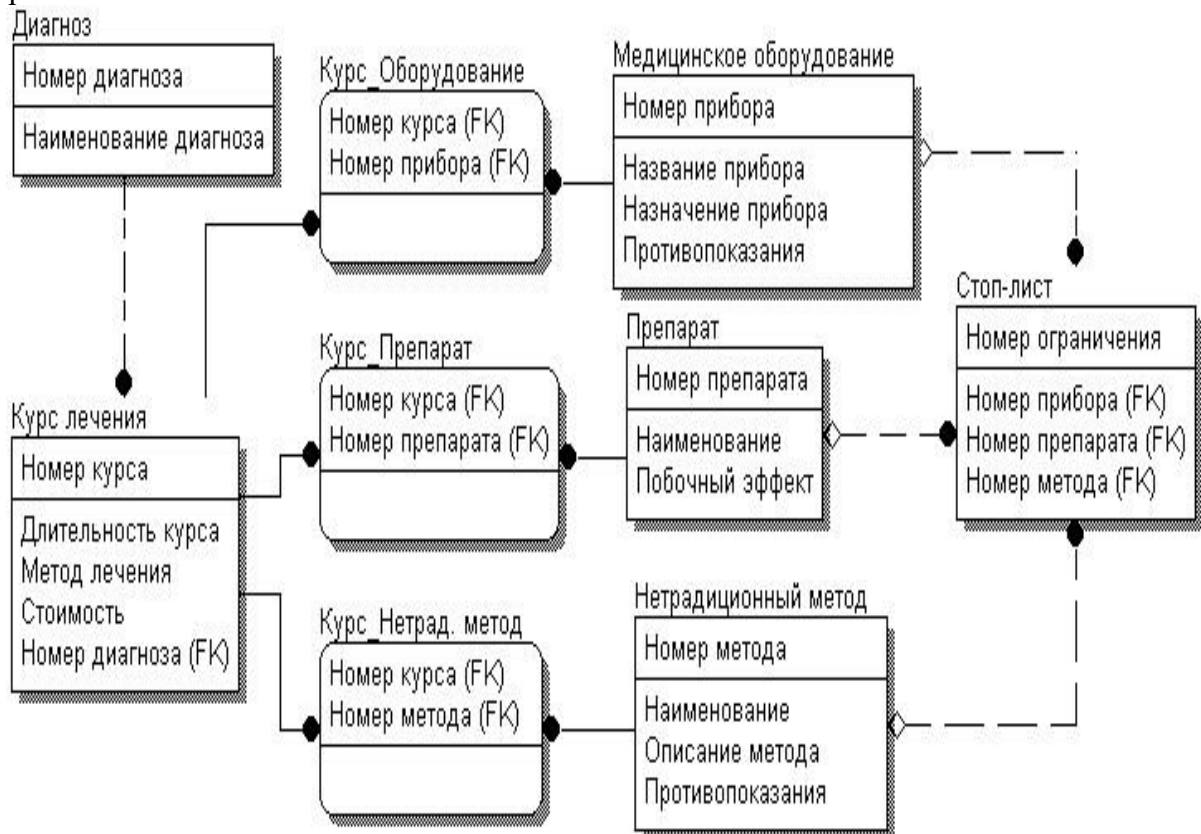 Диагноз
Номер диагноза
Наименование диагноза
Курс_Оборудование
Номер курса (FK)
Номер прибора (FK)
Медицинское оборудование
Номер прибора
Название прибора
Назначение прибора
Противопоказания
Стоп-лист
Номер ограничения
Номер прибора (FK)
Номер препарата (FK)
Номер метода (FK)
Курс_Препарат
Номер курса (FK)
Номер препарата (FK)
Препарат
Номер препарата
Наименование
Побочный эффект
Курс лечения
Номер курса
Длительность курса
Метод лечения
Стоимость
Номер диагноза (FK)
Курс_Нетрад. метод
Номер курса (FK)
Номер метода (FK)
Нетрадиционный метод
Номер метода
Наименование
Описание метода
Противопоказания